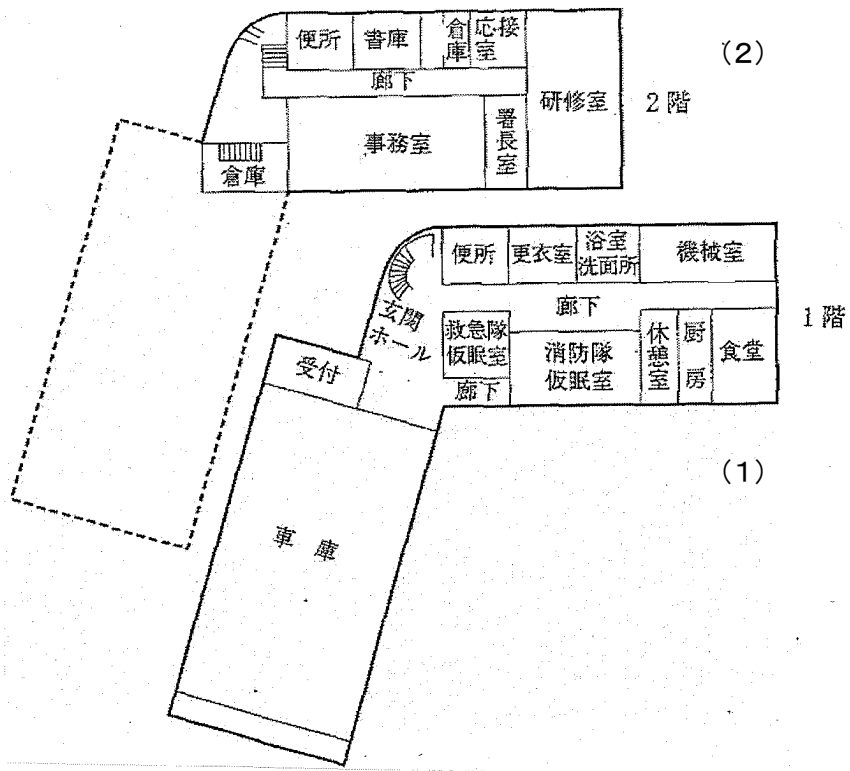 (2)
2階
便所
書庫
倉庫
応接室
廊下
研修室
事務室
署長室
倉庫
1階
便所
更衣室
浴室
洗面所
機械室
廊下
玄関
ホール
救急隊
仮眠室
消防隊
仮眠室
休憩室
厨房
食堂
廊下
受付
車庫
(1)